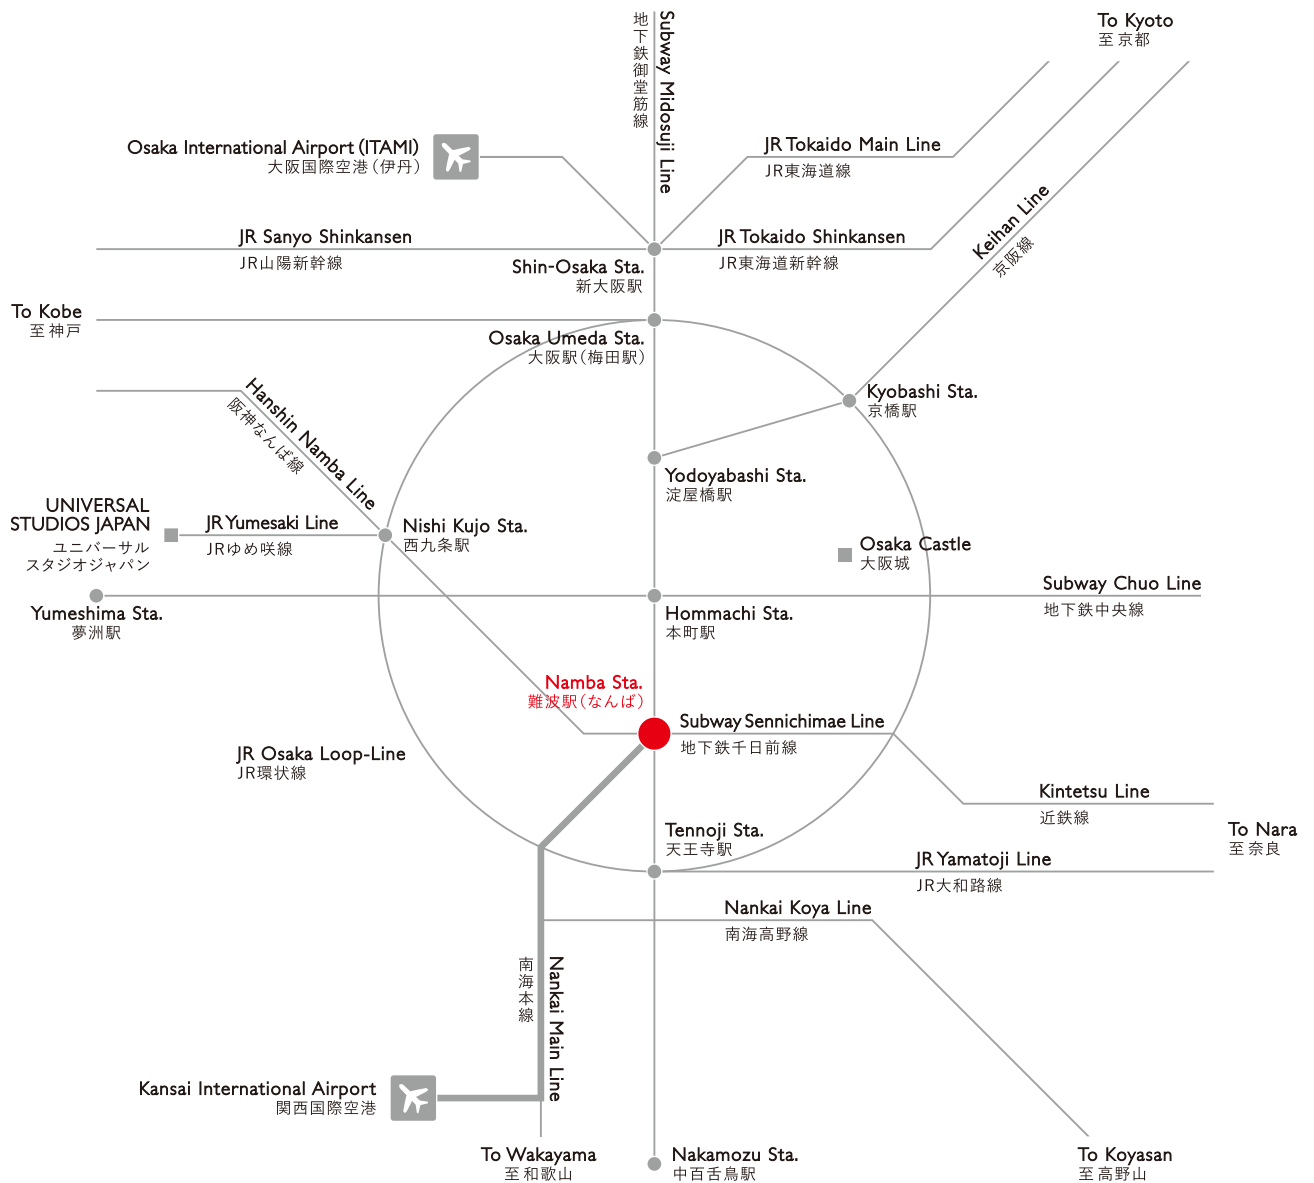 To Kyoto
至 京都
Subway Midosuji Line
地下鉄御堂筋線
Osaka International Airport (ITAMI)
大阪国際空港（伊丹）
JR Tokaido Main Line
JR東海道線
JR Sanyo Shinkansen
JR山陽新幹線
JR Tokaido Shinkansen
JR東海道新幹線
Keihan Line
京阪線
Shin-Osaka Sta.
新大阪駅
To Kobe
至 神戸
Osaka Umeda Sta.
大阪駅（梅田駅）
Hanshin Namba Line
阪神なんば線
Kyobashi Sta.
京橋駅
Yodoyabashi Sta.
淀屋橋駅
UNIVERSAL
STUDIOS JAPAN
ユニバーサル
スタジオジャパン
JR Yumesaki Line
JRゆめ咲線
Nishi Kujo Sta.
西九条駅
Osaka Castle
大阪城
Subway Chuo Line
地下鉄中央線
Yumeshima Sta.
夢洲駅
Hommachi Sta.
本町駅
Namba Sta.
難波駅（なんば）
Subway Sennichimae Line
地下鉄千日前線
JR Osaka Loop-Line
JR環状線
Kintetsu Line
近鉄線
Tennoji Sta.
天王寺駅
To Nara
至 奈良
JR Yamatoji Line
JR大和路線
Nankai Koya Line
南海高野線
Nankai Main Line
南海本線
Kansai International Airport
関西国際空港
To Wakayama
至 和歌山
Nakamozu Sta.
中百舌鳥駅
To Koyasan
至 高野山